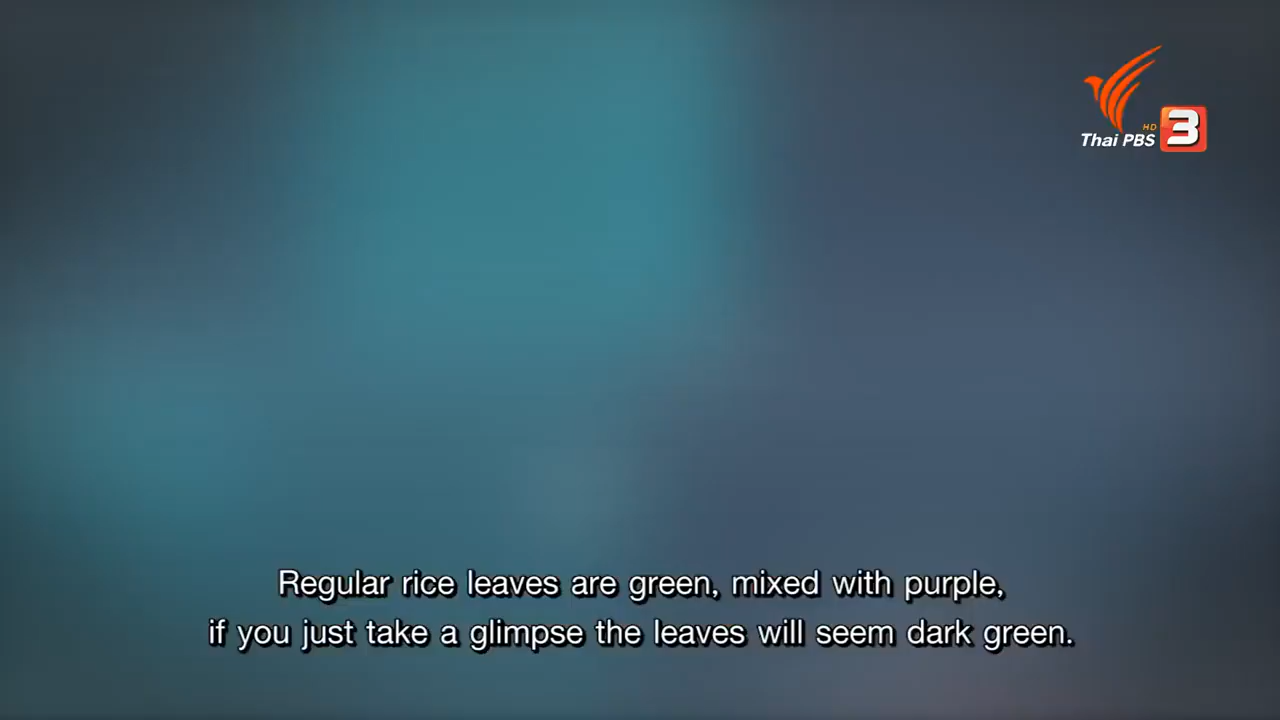 HD
Thai PBS 3
Regular rice leaves are green, mixed with purple,
if you just take a glimpse the leaves will seem dark green.